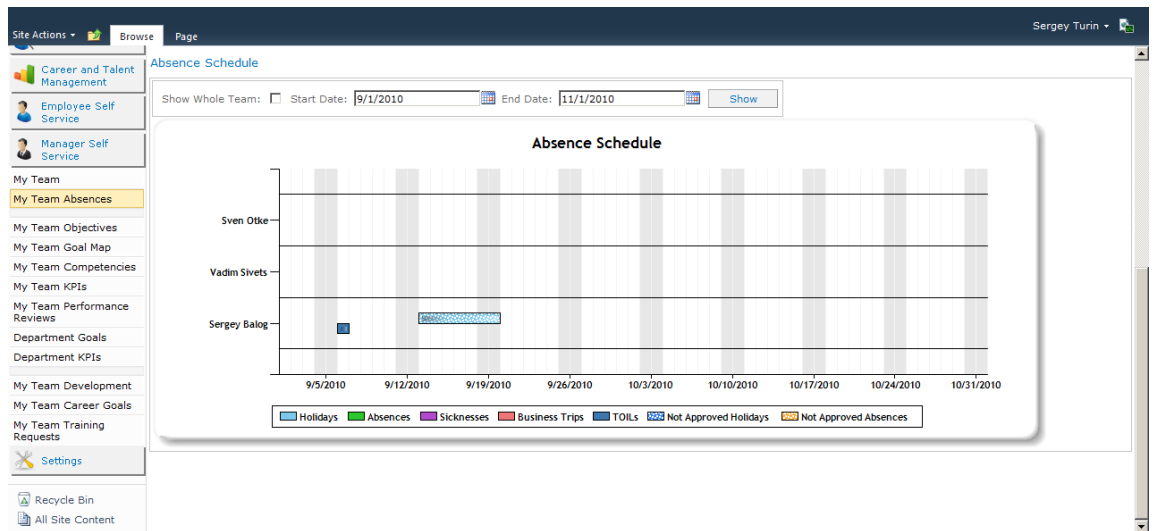 Sergey Turin
Site Actions
Browse
Page
Career and Talent
Management
Employee Self
Service
Manager Self
Service
My Team
My Team Absences
My Team Objectives
My Team Goal Map
My Team Competencies
My Team KPIs
My Team Performance
Reviews
Department Goals
Department KPIs
My Team Development
My Team Career Goals
My Team Training
Requests
Settings
Recycle Bin
All Site Content
Absence Schedule
Show Whole Team: Start Date: 9/1/2010 End Date: 11/1/2010 Show
Absence Schedule
Sven Otke
Vadim Sivets
Sergey Balog
9/5/2010 9/12/2010 9/19/2010 9/26/2010 10/3/2010 10/10/2010 10/17/2010 10/24/2010 10/31/2010
Holidays Absences Sicknesses Business Trips TOILs Not Approved Holidays Not Approved Absences